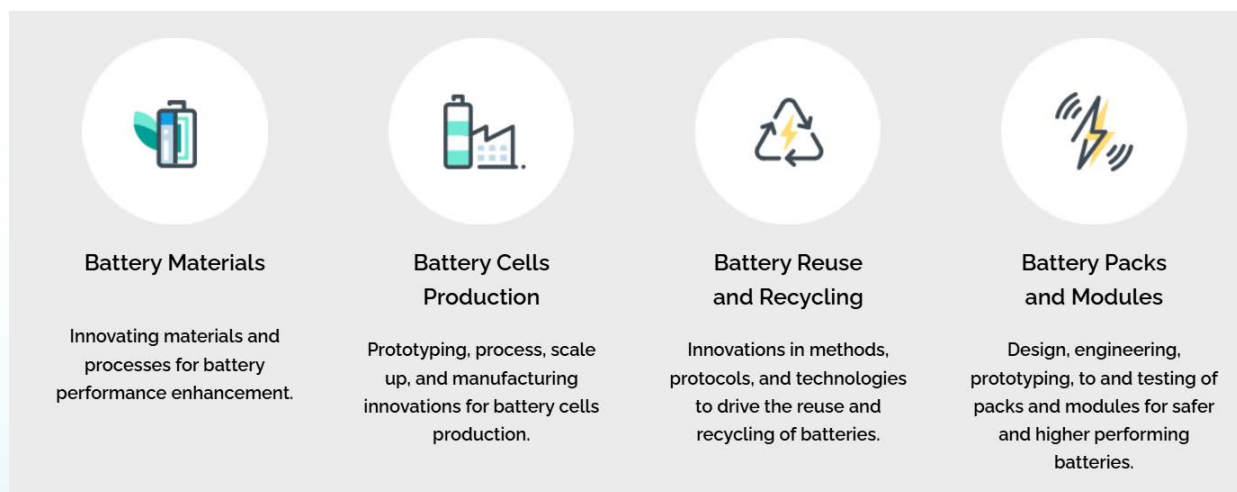 Battery Materials
Innovating materials and
processes for battery
performance enhancement.
Battery Cells
Production
Prototyping, process, scale
up, and manufacturing
innovations for battery cells
production.
Battery Reuse
and Recycling
Innovations in methods,
protocols, and technologies
to drive the reuse and
recycling of batteries.
Battery Packs
and Modules
Design, engineering,
prototyping, to and testing of
packs and modules for safer
and higher performing
batteries.